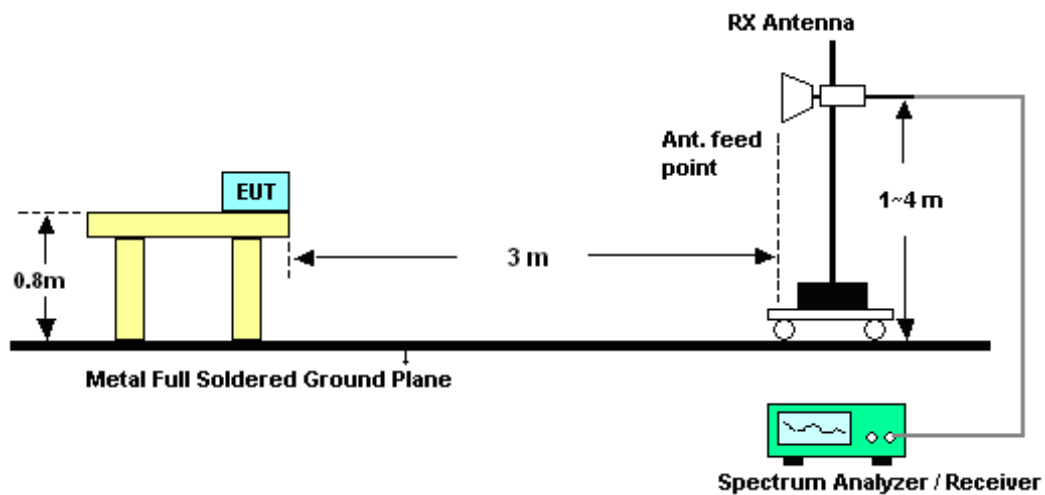 RX Antenna
Ant. feed
point
EUT
1~4 m
3 m
0.8m
Metal Full Soldered Ground Plane
Spectrum Analyzer / Receiver